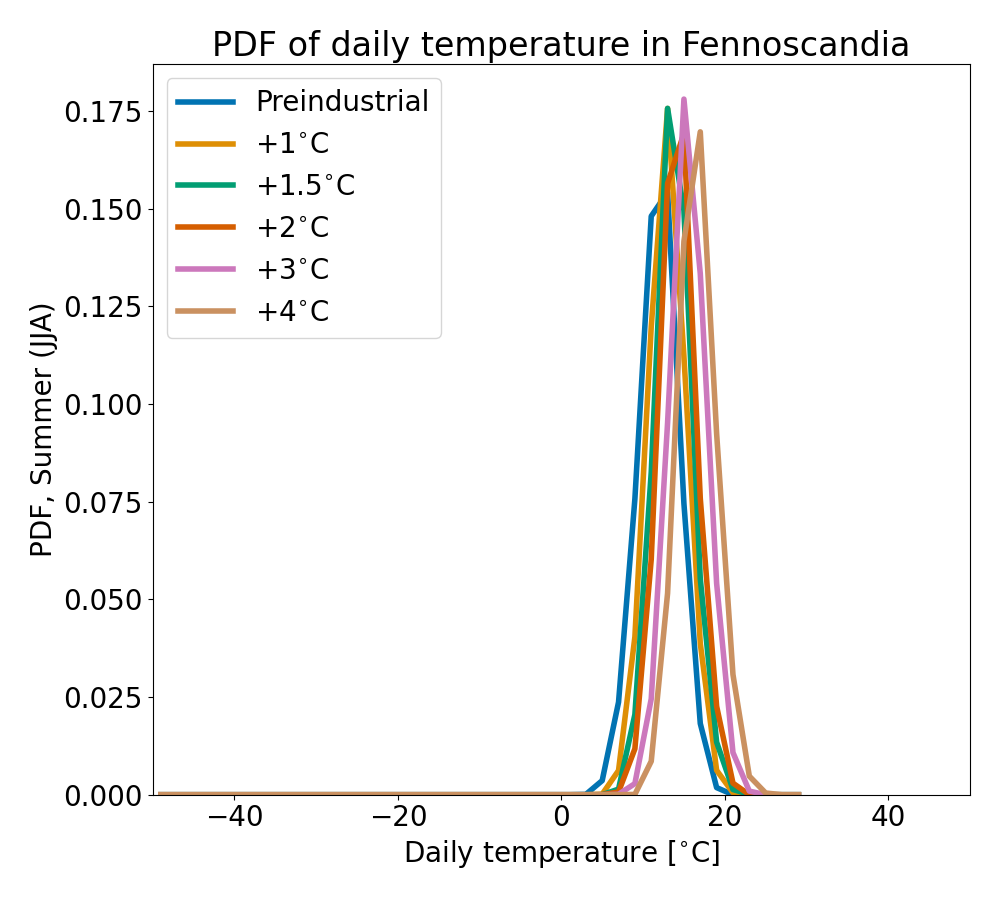 PDF of daily temperature in Fennoscandia
Preindustrial
+1°C
+1.5°C
+2°C
+3°C
+4°C
PDF, Summer (JJA)
0.175
0.150
0.125
0.100
0.075
0.050
0.025
0.000
−40
−20
0
20
40
Daily temperature [°C]